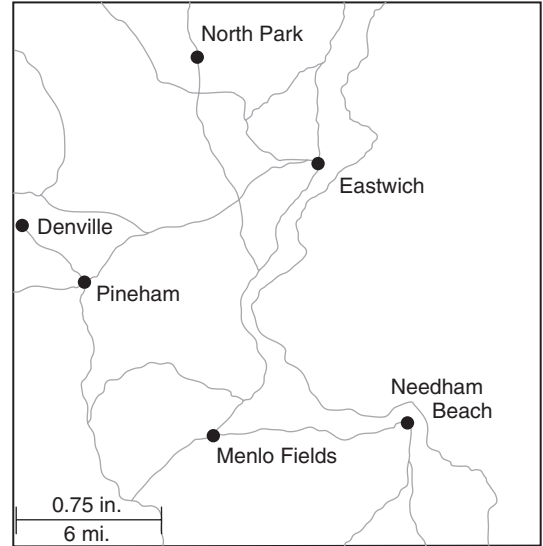 North Park
Eastwich
Denville
Pineham
Needham
Beach
Menlo Fields
0.75 in.
6 mi.